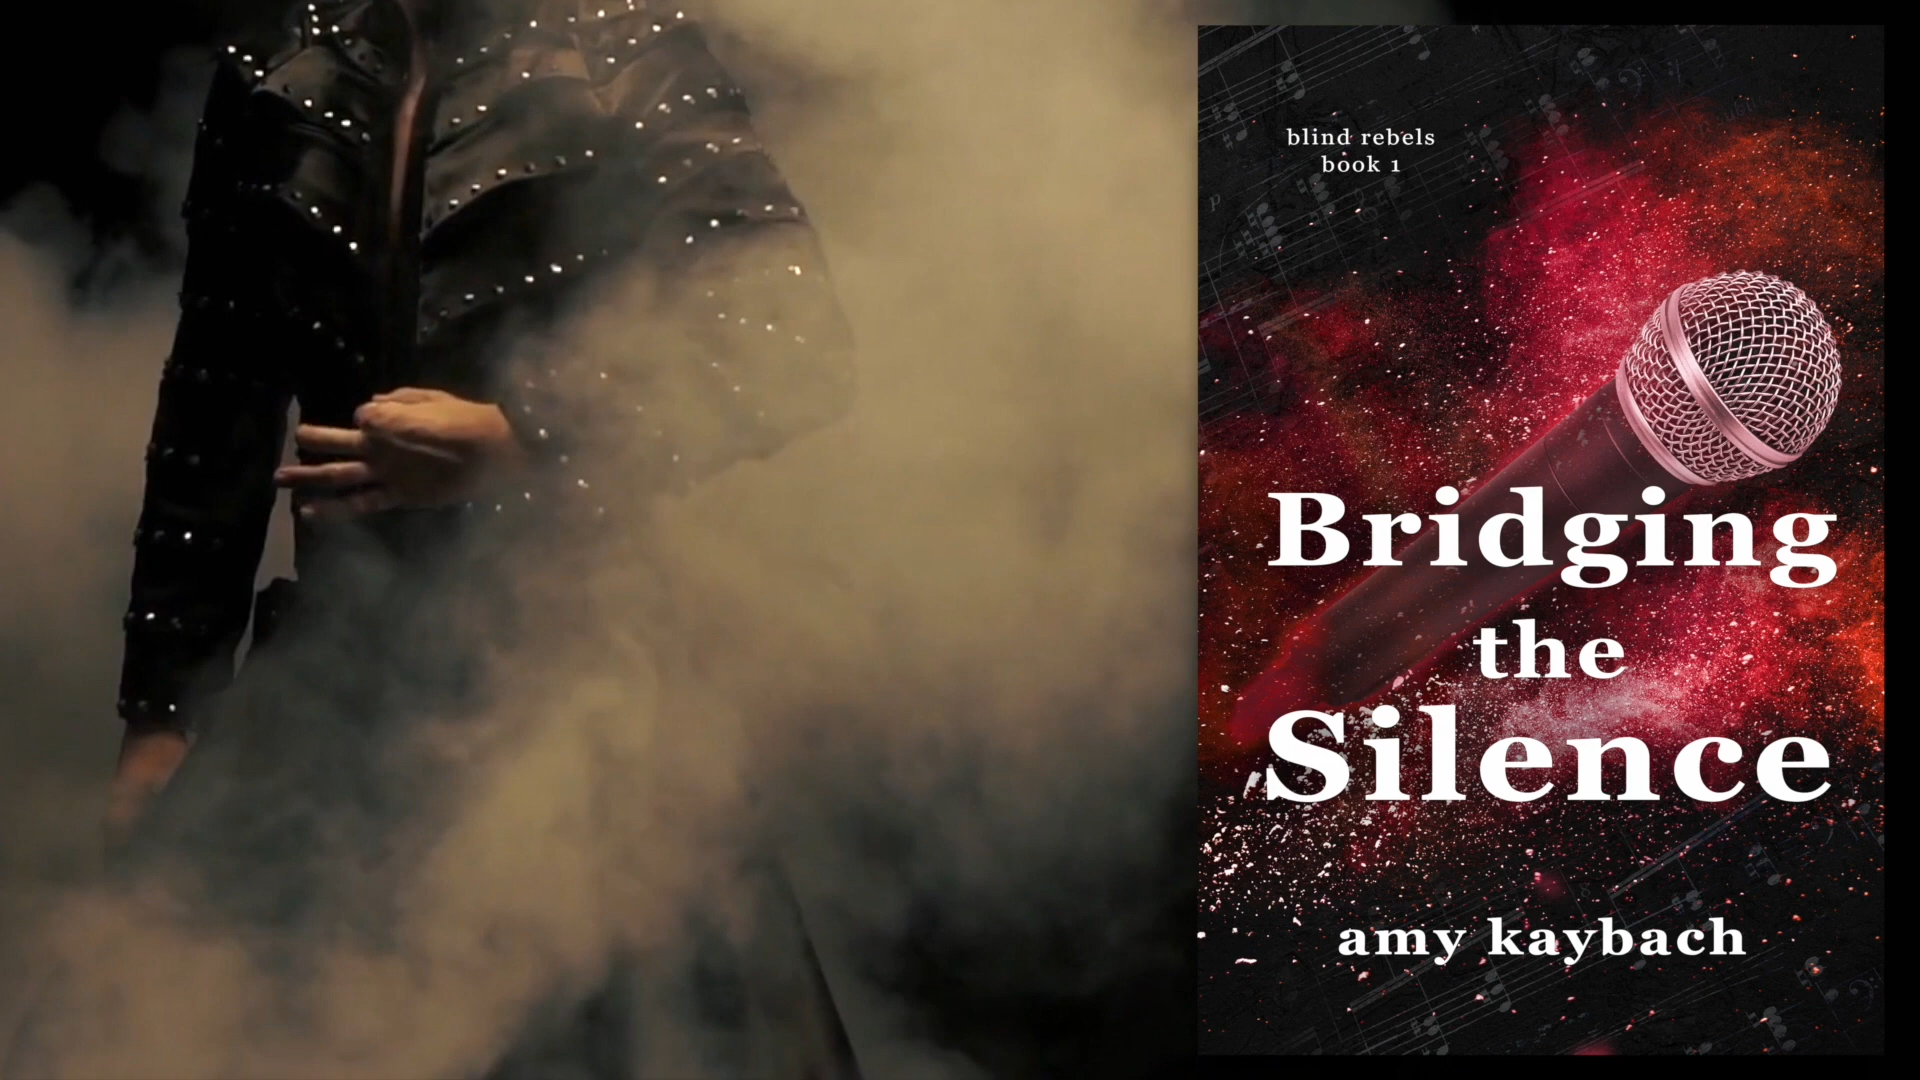 blind rebels
book 1
Bridging
the
Silence
amy kaybach